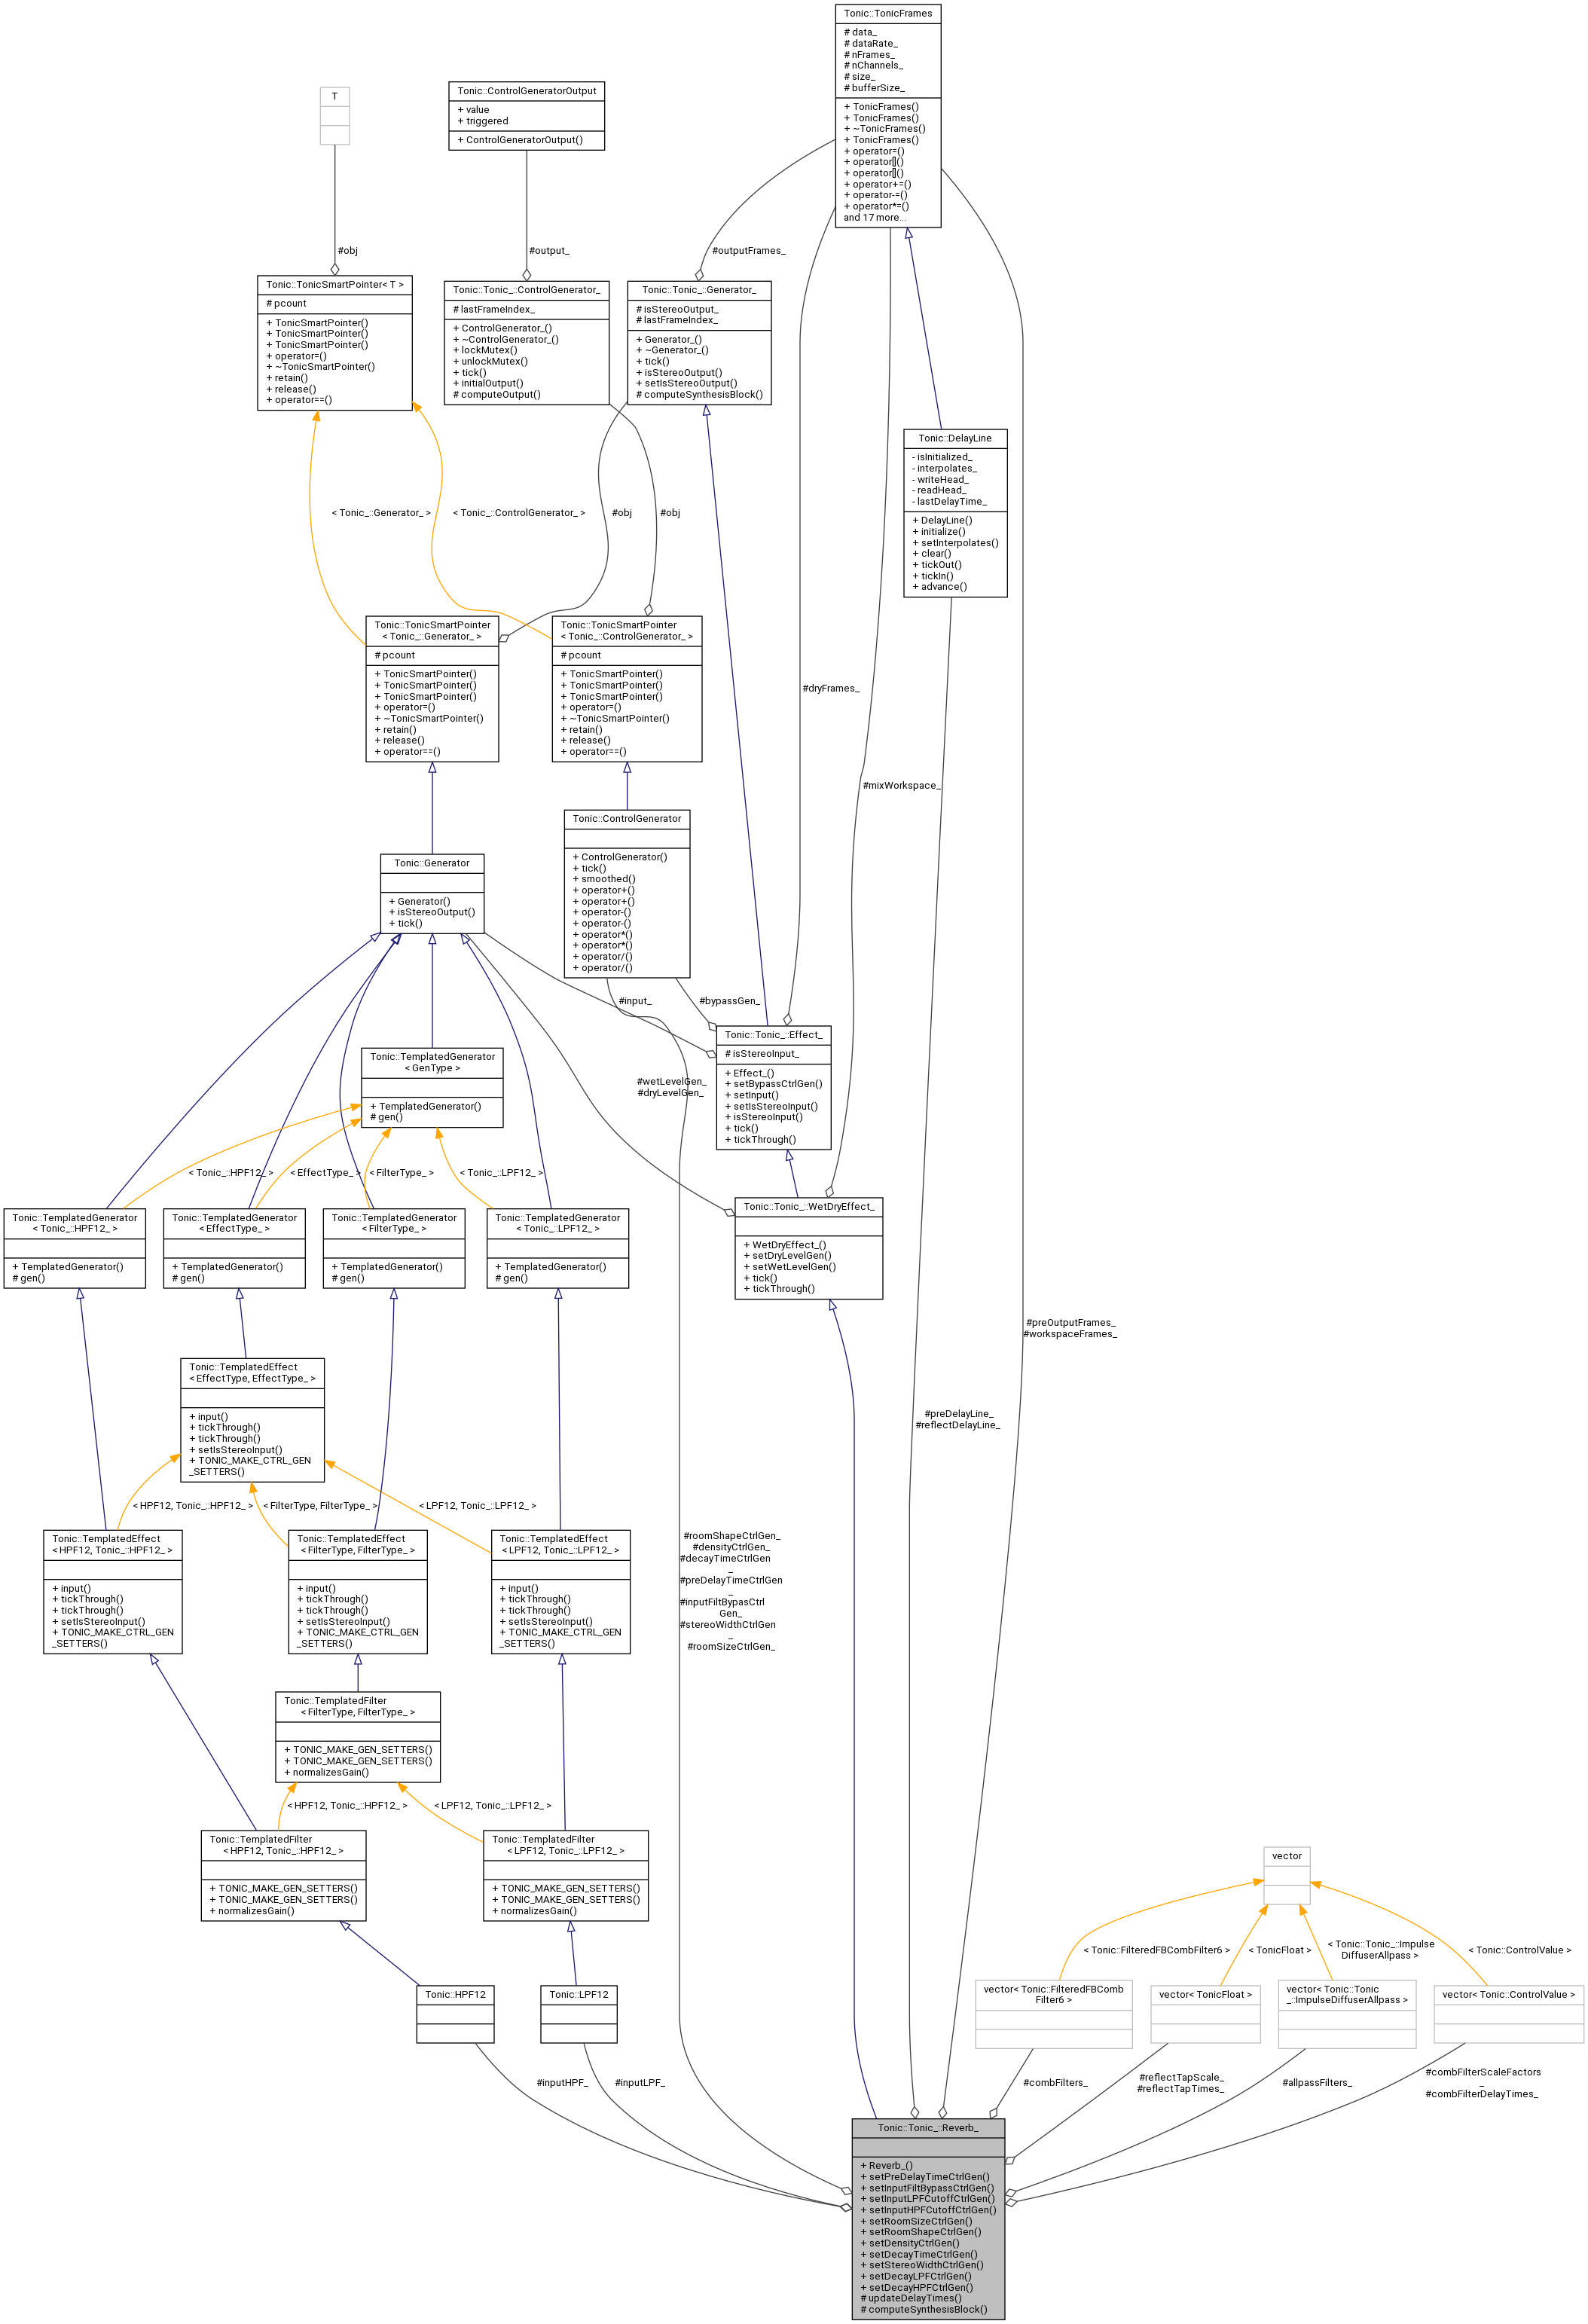 Tonic::TonicFrames
# data_
# dataRate_
# nFrames_
# nChannels_
# size_
# bufferSize_
+ TonicFrames()
+ TonicFrames()
+ ~TonicFrames()
+ TonicFrames()
+ operator=()
+ operator[]()
+ operator[]()
+ operator+=()
+ operator-=()
+ operator*=()
and 17 more...
T
Tonic::ControlGeneratorOutput
+ value
+ triggered
+ ControlGeneratorOutput()
#obj
#output_
#outputFrames_
Tonic::TonicSmartPointer< T >
# pcount
+ TonicSmartPointer()
+ TonicSmartPointer()
+ TonicSmartPointer()
+ operator=()
+ ~TonicSmartPointer()
+ retain()
+ release()
+ operator==()
Tonic::Tonic_::ControlGenerator_
# lastFrameIndex_
+ ControlGenerator_()
+ ~ControlGenerator_()
+ lockMutex()
+ unlockMutex()
+ tick()
+ initialOutput()
# computeOutput()
Tonic::Tonic_::Generator_
# isStereoOutput_
# lastFrameIndex_
+ Generator_()
+ ~Generator_()
+ tick()
+ isStereoOutput()
+ setIsStereoOutput()
# computeSynthesisBlock()
Tonic::DelayLine
- isInitialized_
- interpolates_
- writeHead_
- readHead_
- lastDelayTime_
+ DelayLine()
+ initialize()
+ setInterpolates()
+ clear()
+ tickOut()
+ tickIn()
+ advance()
< Tonic_::Generator_ >
< Tonic_::ControlGenerator_ >
#obj
#obj
Tonic::TonicSmartPointer
< Tonic_::Generator_ >
# pcount
+ TonicSmartPointer()
+ TonicSmartPointer()
+ TonicSmartPointer()
+ operator=()
+ ~TonicSmartPointer()
+ retain()
+ release()
+ operator==()
Tonic::TonicSmartPointer
< Tonic_::ControlGenerator_ >
# pcount
+ TonicSmartPointer()
+ TonicSmartPointer()
+ TonicSmartPointer()
+ operator=()
+ ~TonicSmartPointer()
+ retain()
+ release()
+ operator==()
#dryFrames_
#mixWorkspace_
Tonic::ControlGenerator
+ ControlGenerator()
+ tick()
+ smoothed()
+ operator+()
+ operator+()
+ operator-()
+ operator-()
+ operator*()
+ operator*()
+ operator/()
+ operator/()
Tonic::Generator
+ Generator()
+ isStereoOutput()
+ tick()
#input_
#bypassGen_
Tonic::Tonic_::Effect_
# isStereoInput_
+ Effect_()
+ setBypassCtrlGen()
+ setInput()
+ setIsStereoInput()
+ isStereoInput()
+ tick()
+ tickThrough()
Tonic::TemplatedGenerator
< GenType >
+ TemplatedGenerator()
# gen()
#wetLevelGen_
#dryLevelGen_
< Tonic_::HPF12_ >
< EffectType_ >
< FilterType_ >
< Tonic_::LPF12_ >
Tonic::TemplatedGenerator
< Tonic_::HPF12_ >
+ TemplatedGenerator()
# gen()
Tonic::TemplatedGenerator
< EffectType_ >
+ TemplatedGenerator()
# gen()
Tonic::TemplatedGenerator
< FilterType_ >
+ TemplatedGenerator()
# gen()
Tonic::TemplatedGenerator
< Tonic_::LPF12_ >
+ TemplatedGenerator()
# gen()
Tonic::Tonic_::WetDryEffect_
+ WetDryEffect_()
+ setDryLevelGen()
+ setWetLevelGen()
+ tick()
+ tickThrough()
#preOutputFrames_
#workspaceFrames_
Tonic::TemplatedEffect
< EffectType, EffectType_ >
+ input()
+ tickThrough()
+ tickThrough()
+ setIsStereoInput()
+ TONIC_MAKE_CTRL_GEN
_SETTERS()
#preDelayLine_
#reflectDelayLine_
< HPF12, Tonic_::HPF12_ >
< FilterType, FilterType_ >
< LPF12, Tonic_::LPF12_ >
Tonic::TemplatedEffect
< HPF12, Tonic_::HPF12_ >
+ input()
+ tickThrough()
+ tickThrough()
+ setIsStereoInput()
+ TONIC_MAKE_CTRL_GEN
_SETTERS()
Tonic::TemplatedEffect
< FilterType, FilterType_ >
+ input()
+ tickThrough()
+ tickThrough()
+ setIsStereoInput()
+ TONIC_MAKE_CTRL_GEN
_SETTERS()
Tonic::TemplatedEffect
< LPF12, Tonic_::LPF12_ >
+ input()
+ tickThrough()
+ tickThrough()
+ setIsStereoInput()
+ TONIC_MAKE_CTRL_GEN
_SETTERS()
#roomShapeCtrlGen_
#densityCtrlGen_
#decayTimeCtrlGen
_
#preDelayTimeCtrlGen
_
#inputFiltBypasCtrl
Gen_
#stereoWidthCtrlGen
_
#roomSizeCtrlGen_
Tonic::TemplatedFilter
< FilterType, FilterType_ >
+ TONIC_MAKE_GEN_SETTERS()
+ TONIC_MAKE_GEN_SETTERS()
+ normalizesGain()
< HPF12, Tonic_::HPF12_ >
< LPF12, Tonic_::LPF12_ >
Tonic::TemplatedFilter
< HPF12, Tonic_::HPF12_ >
+ TONIC_MAKE_GEN_SETTERS()
+ TONIC_MAKE_GEN_SETTERS()
+ normalizesGain()
Tonic::TemplatedFilter
< LPF12, Tonic_::LPF12_ >
+ TONIC_MAKE_GEN_SETTERS()
+ TONIC_MAKE_GEN_SETTERS()
+ normalizesGain()
vector
< Tonic::FilteredFBCombFilter6 >
< TonicFloat >
< Tonic::Tonic_::Impulse
DiffuserAllpass >
< Tonic::ControlValue >
Tonic::HPF12
Tonic::LPF12
vector< Tonic::FilteredFBComb
Filter6 >
vector< TonicFloat >
vector< Tonic::Tonic
_::ImpulseDiffuserAllpass >
vector< Tonic::ControlValue >
#inputHPF_
#inputLPF_
#combFilters_
#reflectTapScale_
#reflectTapTimes_
#allpassFilters_
#combFilterScaleFactors
_
#combFilterDelayTimes_
Tonic::Tonic_::Reverb_
+ Reverb_()
+ setPreDelayTimeCtrlGen()
+ setInputFiltBypassCtrlGen()
+ setInputLPFCutoffCtrlGen()
+ setInputHPFCutoffCtrlGen()
+ setRoomSizeCtrlGen()
+ setRoomShapeCtrlGen()
+ setDensityCtrlGen()
+ setDecayTimeCtrlGen()
+ setStereoWidthCtrlGen()
+ setDecayLPFCtrlGen()
+ setDecayHPFCtrlGen()
# updateDelayTimes()
# computeSynthesisBlock()